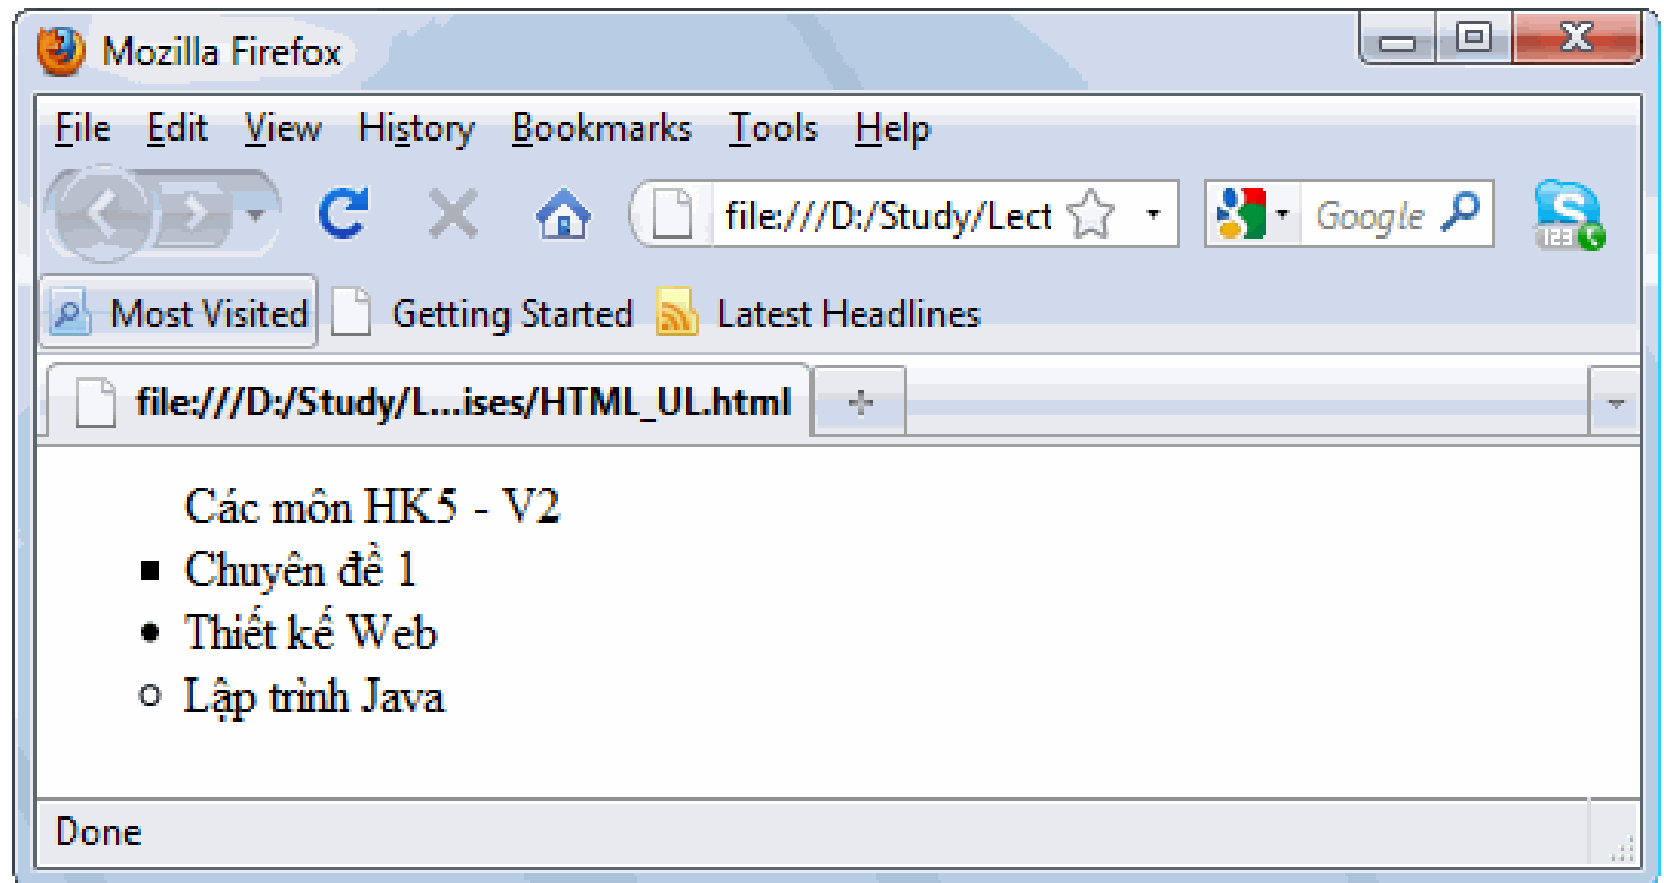 Mozilla Firefox
File Edit View History Bookmarks Tools Help
file:///D:/Study/Lect Google
S
123
Most Visited Getting Started Latest Headlines
file:///D:/Study/L...ises/HTML_UL.html
Các môn HK5 - V2
Chuyên đề 1
Thiết kế Web
Lập trình Java
Done